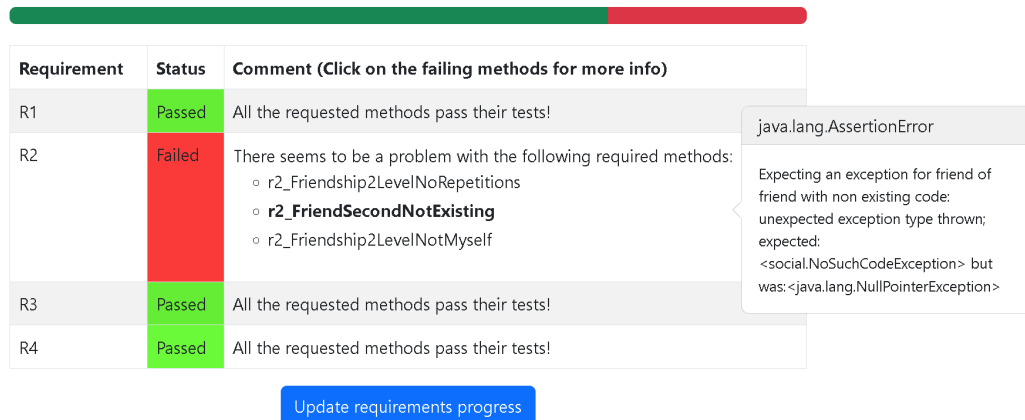 Requirement Status Comment (Click on the failing methods for more info)
R1 Passed All the requested methods pass their tests!
R2 Failed There seems to be a problem with the following required methods:
r2_Friendship2LevelNoRepetitions
r2_FriendSecondNotExisting
r2_Friendship2LevelNotMyself
java.lang.AssertionError
Expecting an exception for friend of
friend with non existing code:
unexpected exception type thrown;
expected:
<social.NoSuchCodeException> but
was:<java.lang.NullPointerException>
R3 Passed All the requested methods pass their tests!
R4 Passed All the requested methods pass their tests!
Update requirements progress